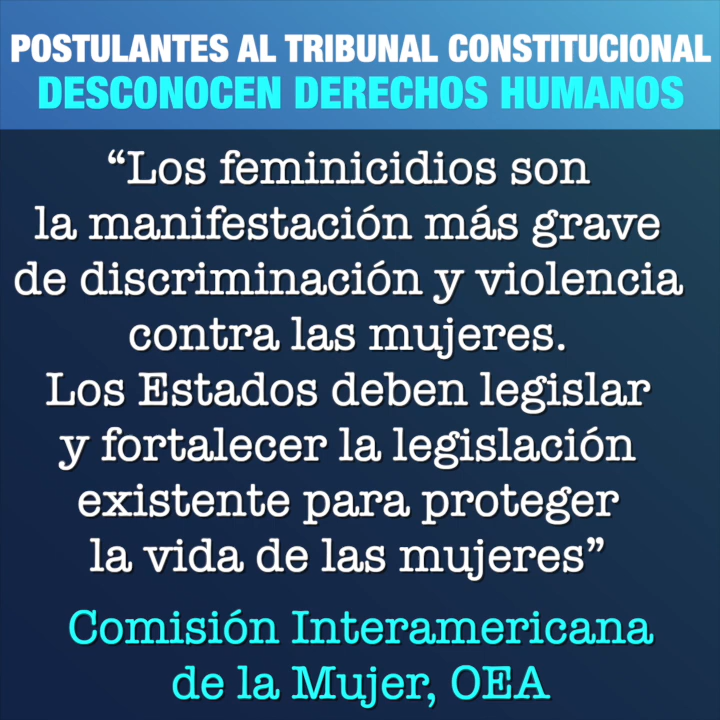 POSTULANTES AL TRIBUNAL CONSTITUCIONAL
DESCONOCEN DERECHOS HUMANOS
“Los feminicidios son
la manifestación más grave
de discriminación y violencia
contra las mujeres.
Los Estados deben legislar
y fortalecer la legislación
existente para proteger
la vida de las mujeres”
Comisión Interamericana
de la Mujer, OEA